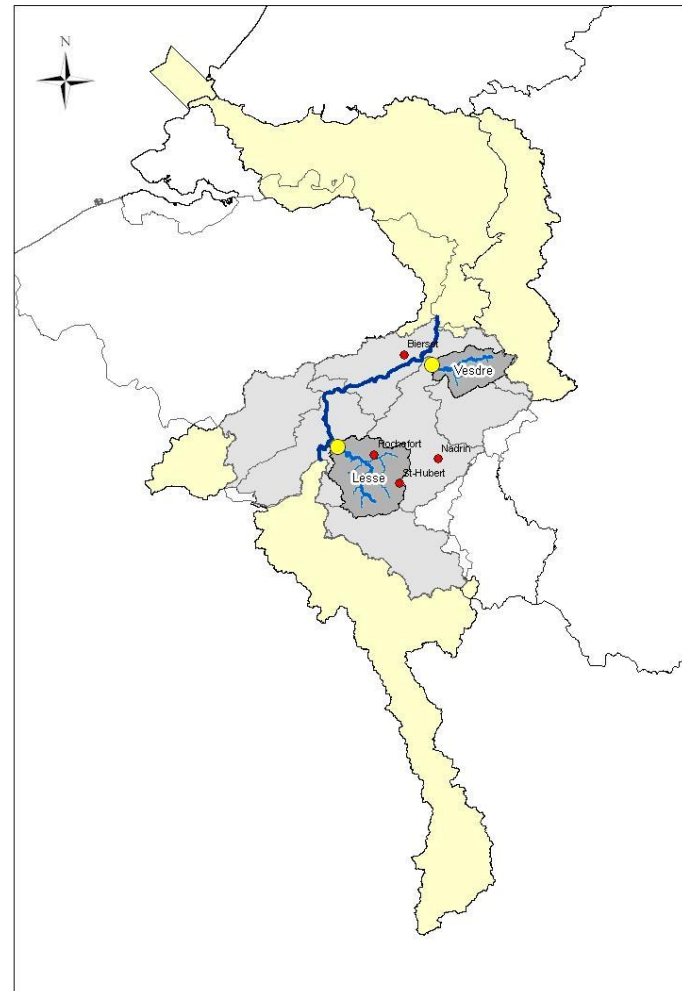 N
Bierset
Vesdre
Rochefort
Nadrin
Lesse
St-Hubert